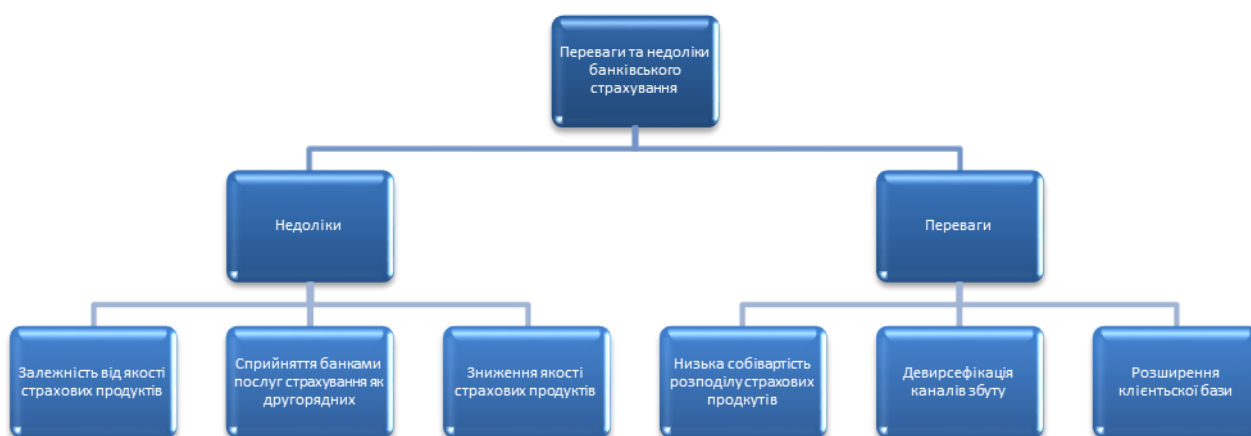 Переваги та недоліки
банківського
страхування
Недоліки
Переваги
Залежність від якості
страхових продуктів
Сприйняття банками
послуг страхування як
другорядних
Зниження якості
страхових продуктів
Низька собівартість
розподілу страхових
продкутів
Девирсефікація
каналів збуту
Розширення
клієнтьскої бази